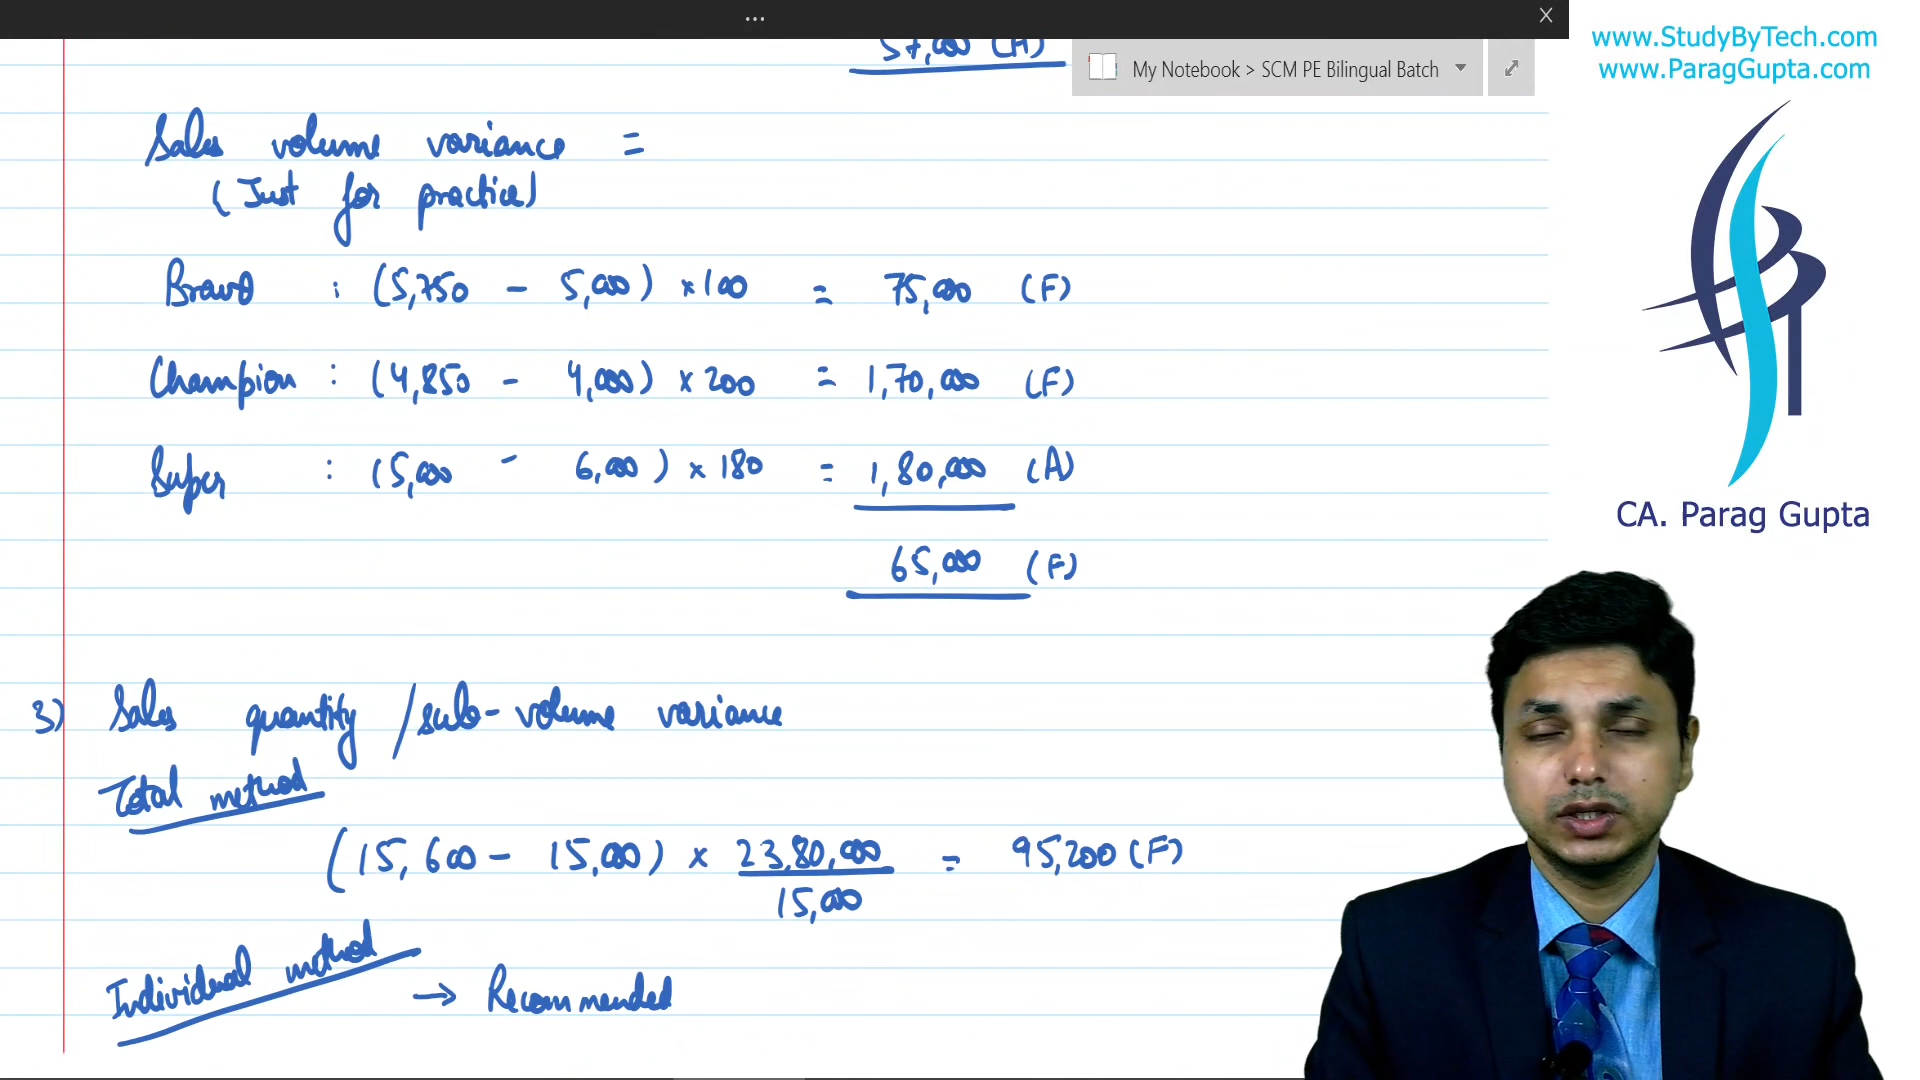 ...
X
57,000 (A)
My Notebook > SCM PE Bilingual Batch
www.StudyByTech.com
www.ParagGupta.com
Sales volume variance =
(Just for practice)
Bravo : (5,750 - 5,000) × 100 = 75,000 (F)
Champion : (4,850 - 4,000) × 200 = 1,70,000 (F)
Super : (5,000 - 6,000) × 180 = 1,80,000 (A)
65,000 (F)
CA. Parag Gupta
3) Sales quantity / sub-volume variance
Total method
(15,600 - 15,000) × 23,80,000 = 95,200 (F)
15,000
Individual method → Recommended